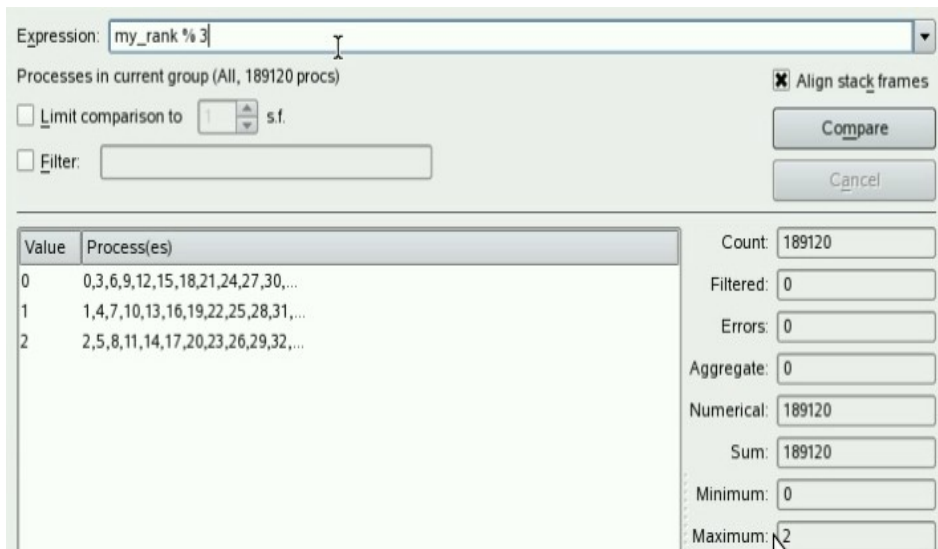 Expression: my_rank % 3
Processes in current group (All, 189120 procs)
Align stack frames
Limit comparison to 1 s.f.
Compare
Filter:
Cancel
Value Process(es)
0 0,3,6,9,12,15,18,21,24,27,30,...
1 1,4,7,10,13,16,19,22,25,28,31,...
2 2,5,8,11,14,17,20,23,26,29,32,...
Count: 189120
Filtered: 0
Errors: 0
Aggregate: 0
Numerical: 189120
Sum: 189120
Minimum: 0
Maximum: 2